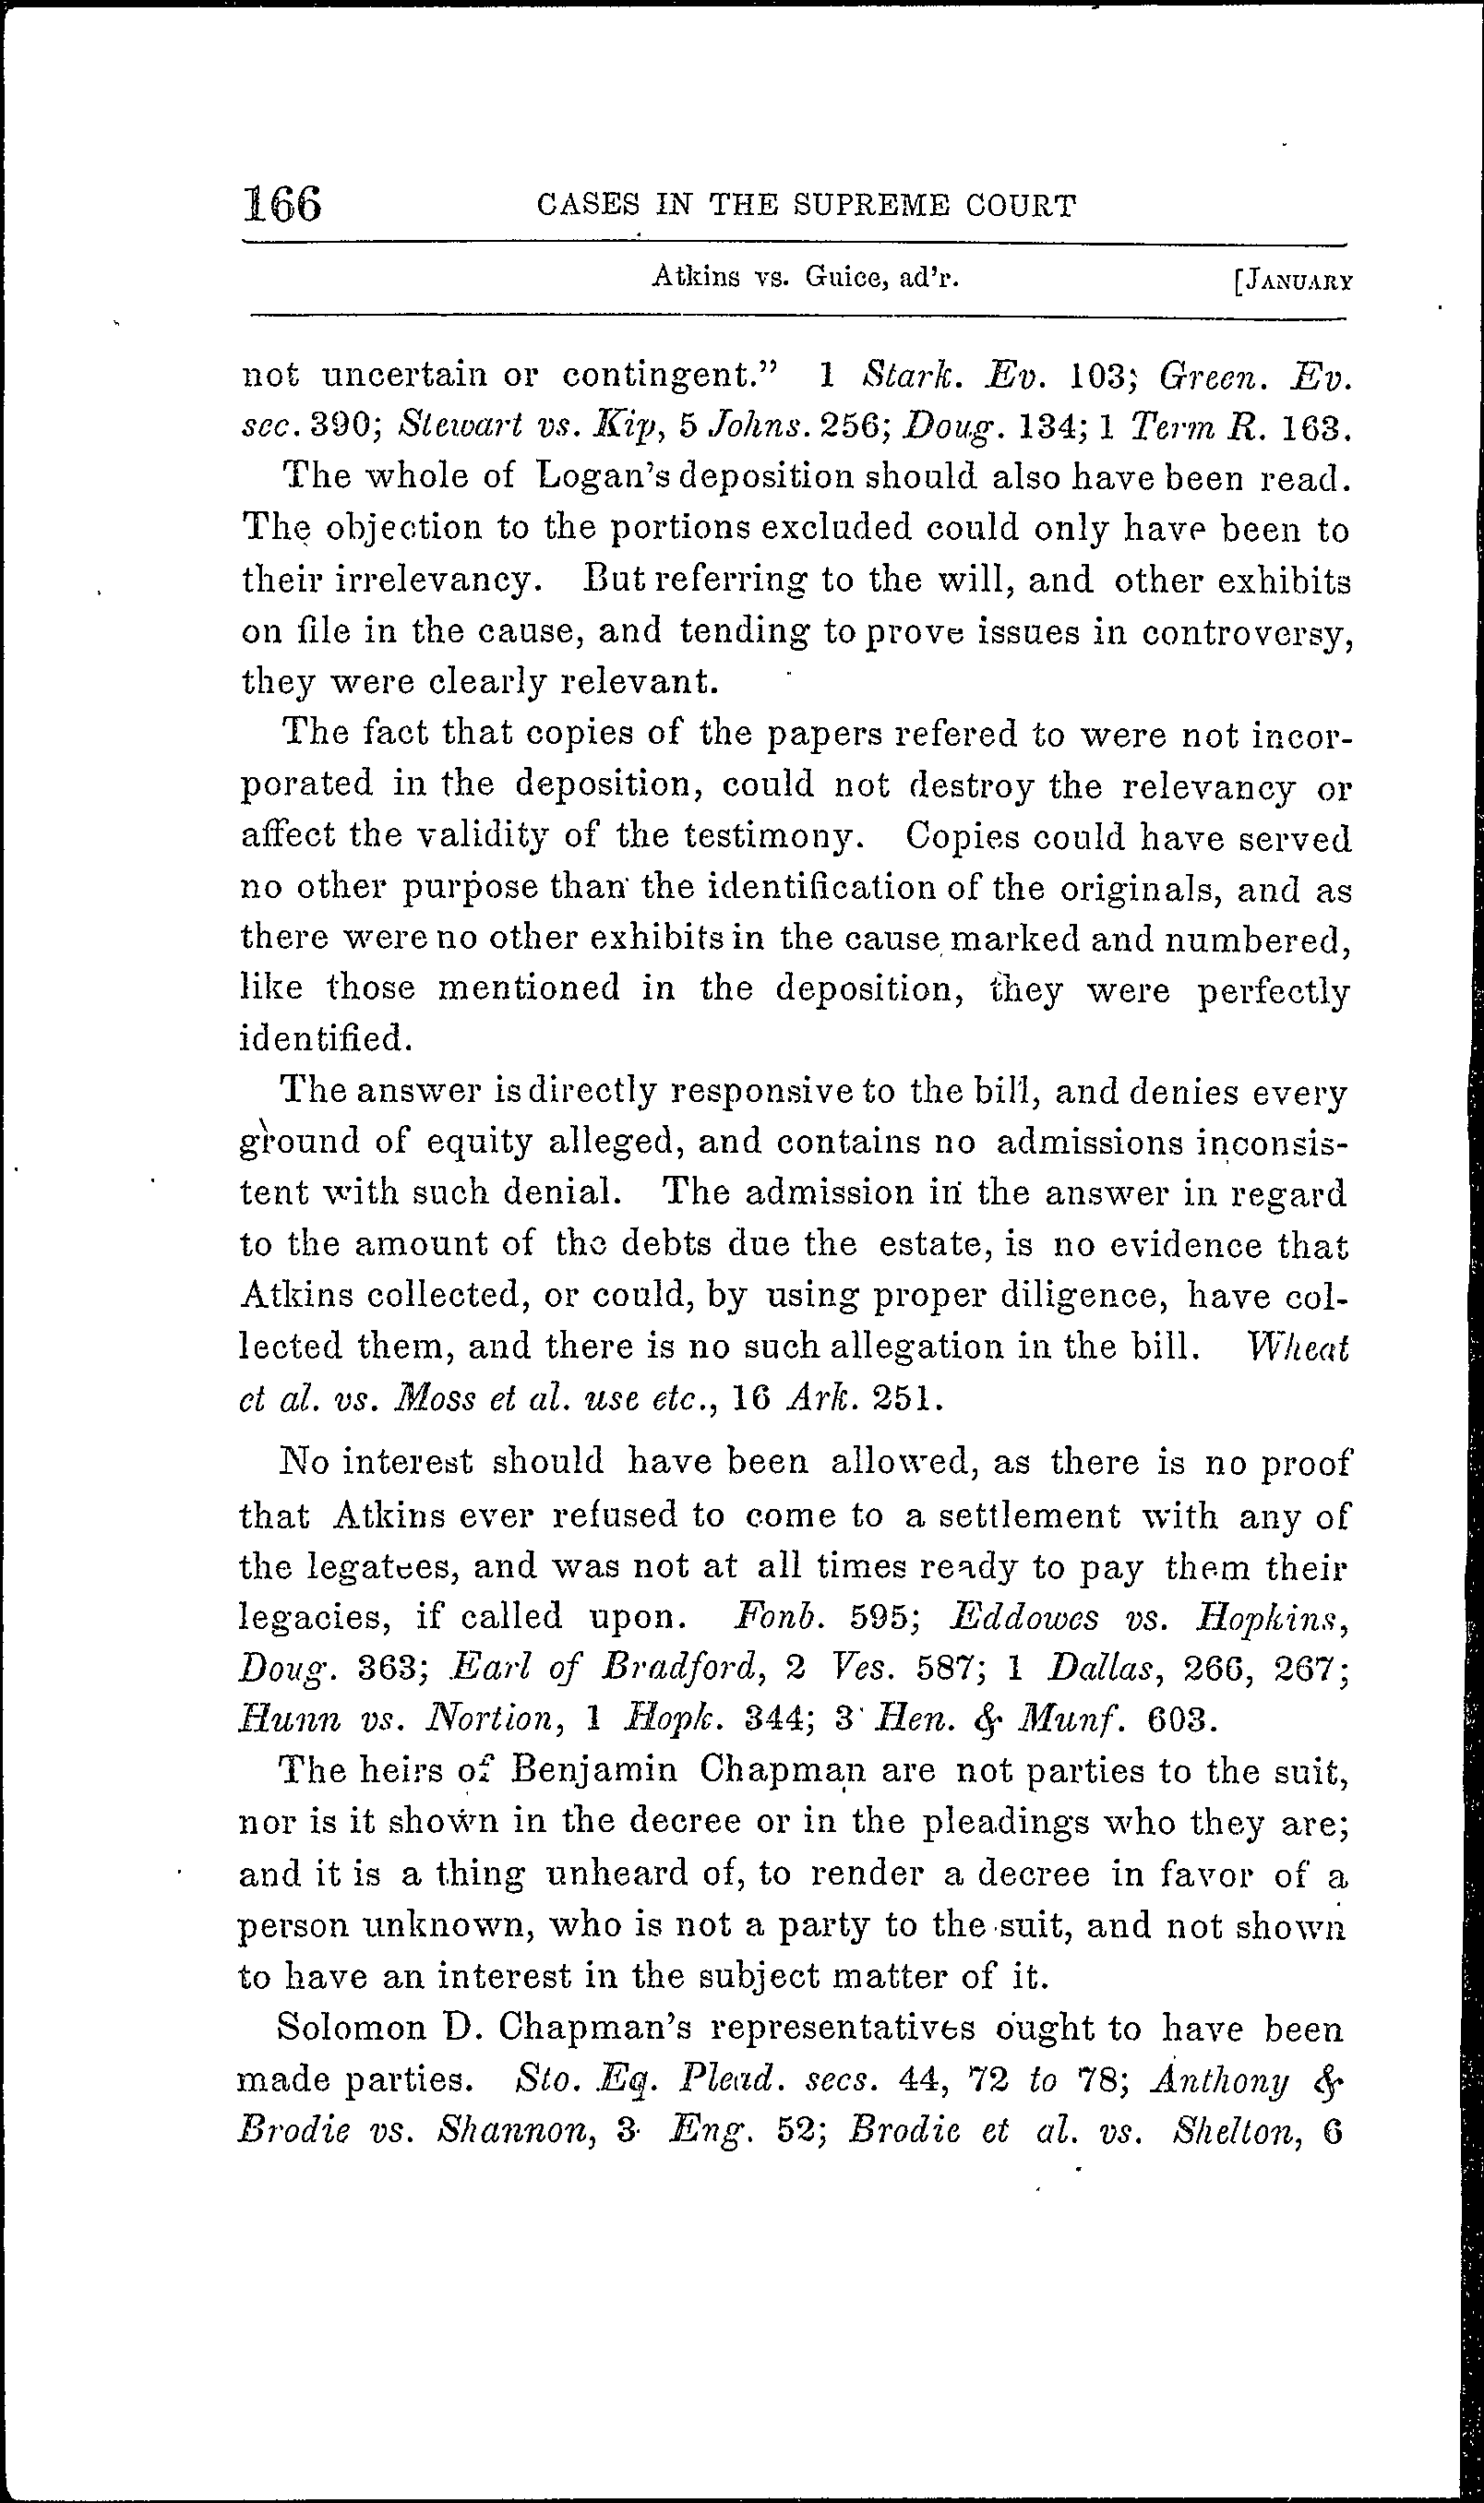 166 CASES IN THE SUPREME COURT
Atkins vs. Guice, ad'r. [JANUARY
not uncertain or contingent." 1 Stark. Ev. 103; Green. Ev.
sec. 390; Stewart vs. Kip, 5 Johns. 256; Doug. 134; 1 Term R. 163.
The whole of Logan's deposition should also have been read.
The objection to the portions excluded could only have been to
their irrelevancy. But referring to the will, and other exhibits
on file in the cause, and tending to prove issues in controversy,
they were clearly relevant.
The fact that copies of the papers refered to were not incor-
porated in the deposition, could not destroy the relevancy or
affect the validity of the testimony. Copies could have served
no other purpose than the identification of the originals, and as
there were no other exhibits in the cause marked and numbered,
like those mentioned in the deposition, they were perfectly
identified.
The answer is directly responsive to the bill, and denies every
ground of equity alleged, and contains no admissions inconsis-
tent with such denial. The admission in the answer in regard
to the amount of the debts due the estate, is no evidence that
Atkins collected, or could, by using proper diligence, have col-
lected them, and there is no such allegation in the bill. Wheat
et al. vs. Moss et al. use etc., 16 Ark. 251.
No interest should have been allowed, as there is no proof
that Atkins ever refused to come to a settlement with any of
the legatees, and was not at all times ready to pay them their
legacies, if called upon. Fonb. 595; Eddowes vs. Hopkins,
Doug. 363; Earl of Bradford, 2 Ves. 587; 1 Dallas, 266, 267;
Hunn vs. Nortion, 1 Hopk. 344; 3 Hen. & Munf. 603.
The heirs of Benjamin Chapman are not parties to the suit,
nor is it shown in the decree or in the pleadings who they are;
and it is a thing unheard of, to render a decree in favor of a
person unknown, who is not a party to the suit, and not shown
to have an interest in the subject matter of it.
Solomon D. Chapman's representatives ought to have been
made parties. Sto. Eq. Plead. secs. 44, 72 to 78; Anthony &
Brodie vs. Shannon, 3 Eng. 52; Brodie et al. vs. Shelton, 6